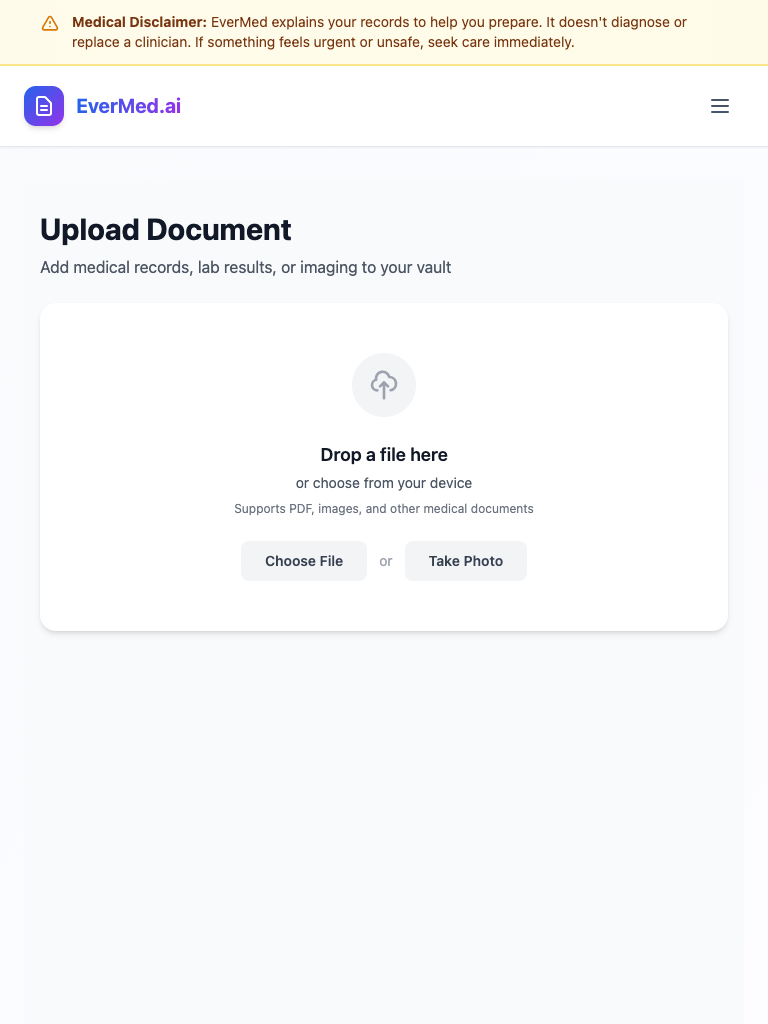 Medical Disclaimer: EverMed explains your records to help you prepare. It doesn't diagnose or
replace a clinician. If something feels urgent or unsafe, seek care immediately.
EverMed.ai
Upload Document
Add medical records, lab results, or imaging to your vault
Drop a file here
or choose from your device
Supports PDF, images, and other medical documents
Choose File or Take Photo